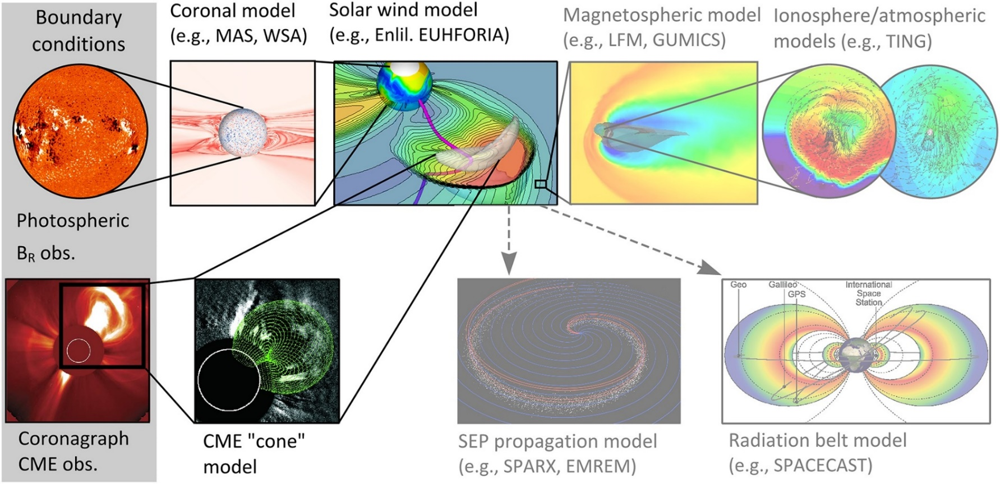 Boundary
conditions
Coronal model
(e.g., MAS, WSA)
Solar wind model
(e.g., Enlil. EUHFORIA)
Magnetospheric model
(e.g., LFM, GUMICS)
Ionosphere/atmospheric
models (e.g., TING)
Photospheric
BR obs.
Coronagraph
CME obs.
CME "cone"
model
SEP propagation model
(e.g., SPARX, EMREM)
Geo
Gallileo
GPS
International
Space
Station
Radiation belt model
(e.g., SPACECAST)